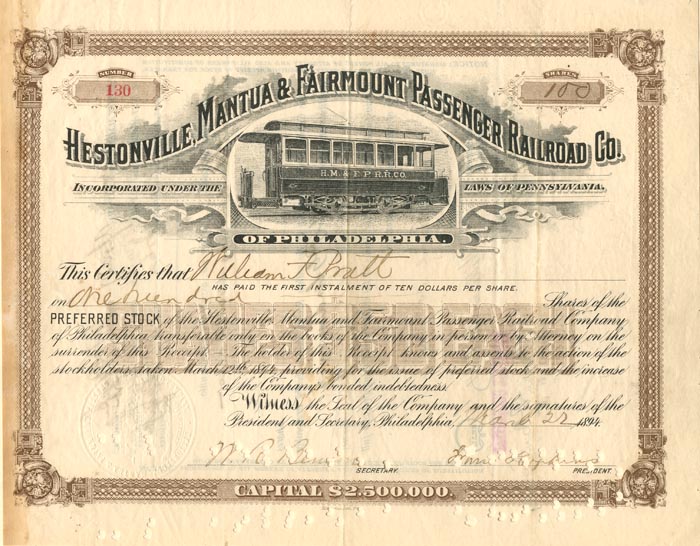 NUMBER
130
SHARES
100
HESTONVILLE, MANTUA & FAIRMOUNT PASSENGER RAILROAD CO.
H.M. & F. P. R.R. CO.
INCORPORATED UNDER THE LAWS OF PENNSYLVANIA.
OF PHILADELPHIA.
This Certifies that William F Pratt
HAS PAID THE FIRST INSTALMENT OF TEN DOLLARS PER SHARE.
on One hundred Shares of the
PREFERRED STOCK of the Hestonville, Mantua and Fairmount Passenger Railroad Company
of Philadelphia, transferable only on the books of the Company in person or by Attorney on the
surrender of this Receipt. The holder of this Receipt knows and assents to the action of the
stockholders, taken March 12th 1894, providing for the issue of preferred stock and the increase
of the Company's bonded indebtedness.
Witness the Seal of the Company and the signatures of the
President and Secretary, Philadelphia, March 22 1894
SECRETARY.
PRESIDENT.
CAPITAL $2,500,000.